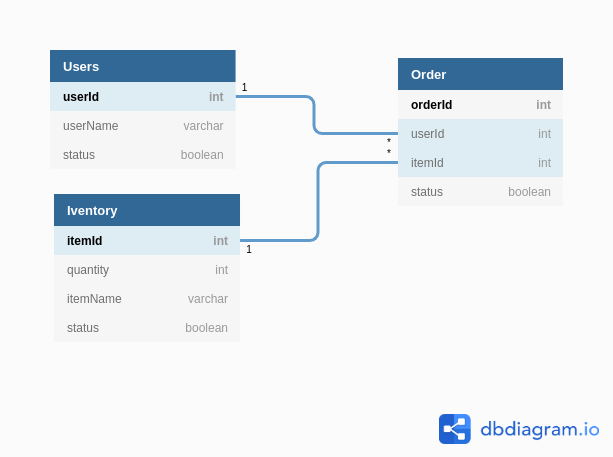 Users
userId int
userName varchar
status boolean
1
Iventory
itemId int
quantity int
itemName varchar
status boolean
1
Order
orderId int
userId int
itemId int
status boolean
*
*
dbdiagram.io